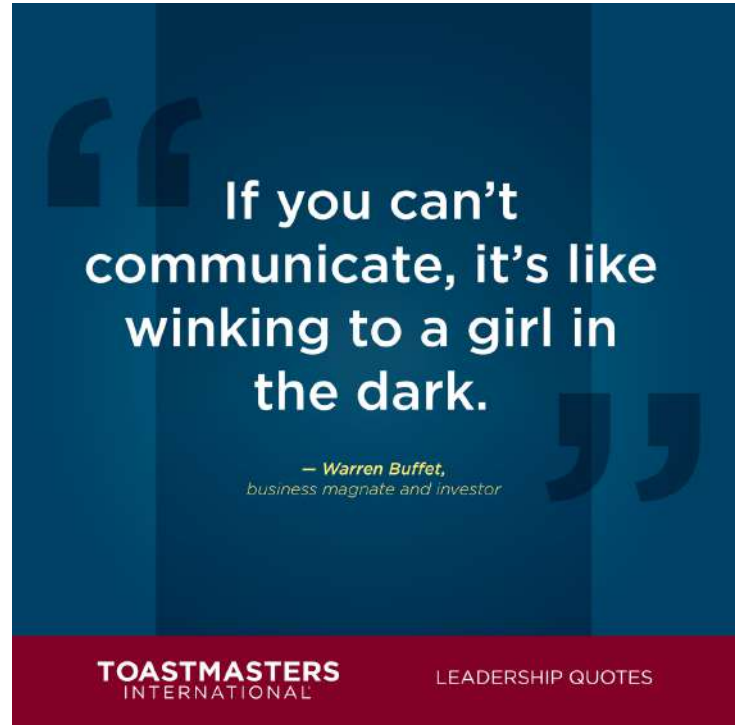 If you can’t
communicate, it’s like
winking to a girl in
the dark.
— Warren Buffet,
business magnate and investor
TOASTMASTERS
INTERNATIONAL
LEADERSHIP QUOTES